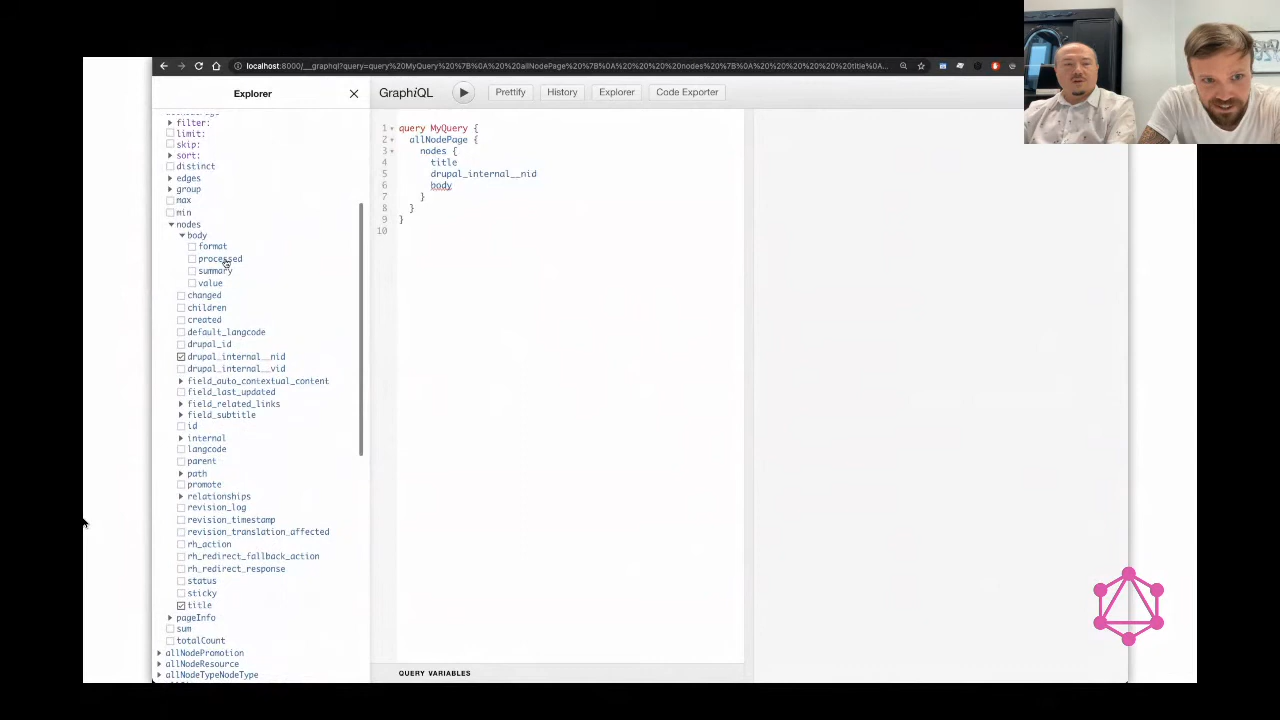 localhost:8000/___graphql?query=query%20MyQuery%20%7B%0A%20%20allNodePage%20%7B%0A%20%20%20%20nodes%20%7B%0A%20%20%20%20%20%20title%0A...
Explorer
GraphiQL
Prettify
History
Explorer
Code Exporter
filter:
limit:
skip:
sort:
distinct
edges
group
max
min
nodes
body
format
processed
summary
value
changed
children
created
default_langcode
drupal_id
drupal_internal__nid
drupal_internal__vid
field_auto_contextual_content
field_last_updated
field_related_links
field_subtitle
id
internal
langcode
parent
path
promote
relationships
revision_log
revision_timestamp
revision_translation_affected
rh_action
rh_redirect_fallback_action
rh_redirect_response
status
sticky
title
pageInfo
sum
totalCount
allNodePromotion
allNodeResource
allNodeTypeNodeType
1 query MyQuery {
2 allNodePage {
3 nodes {
4 title
5 drupal_internal__nid
6 body
7 }
8 }
9 }
10
QUERY VARIABLES